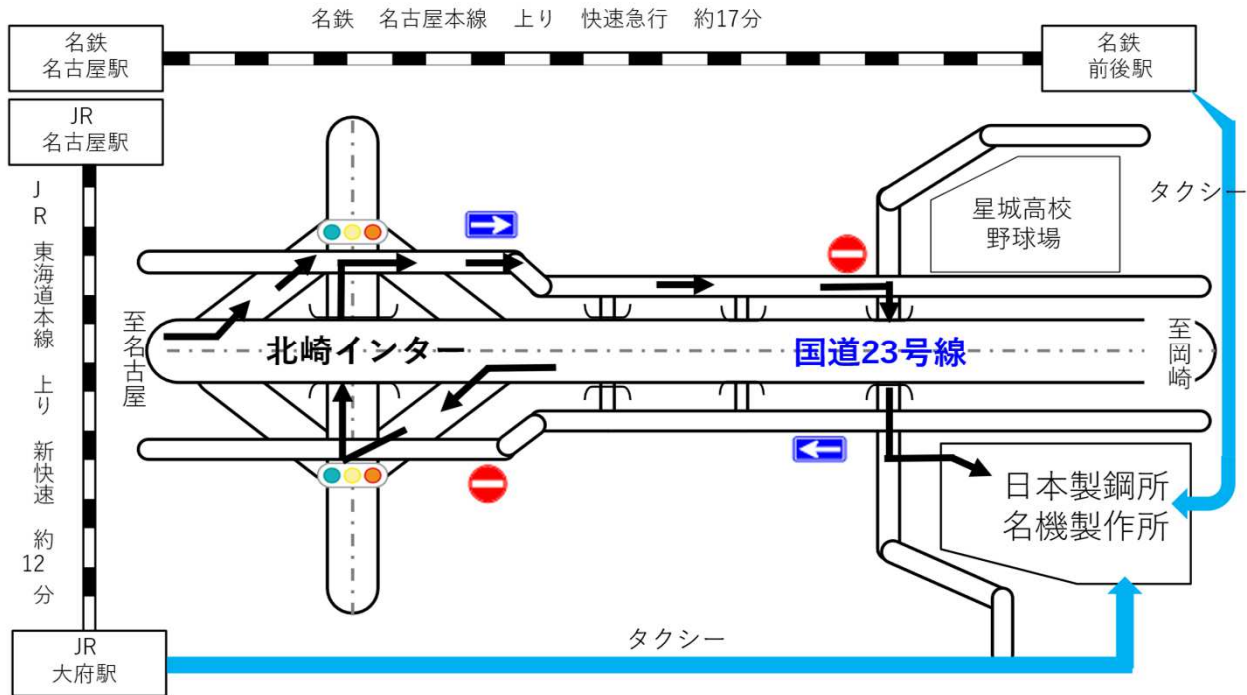 名鉄 名古屋本線 上り 快速急行 約17分
名鉄
名古屋駅
名鉄
前後駅
JR
名古屋駅
タクシー
星城高校
野球場
JR東海道本線 上り 新快速 約12分
至名古屋
北崎インター
国道23号線
至岡崎
日本製鋼所
名機製作所
タクシー
JR
大府駅